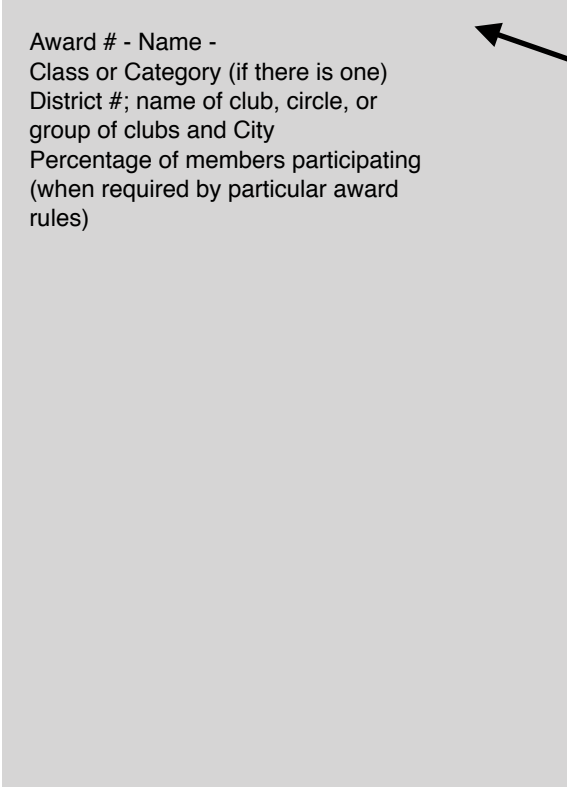 Award # - Name -
Class or Category (if there is one)
District #; name of club, circle, or
group of clubs and City
Percentage of members participating
(when required by particular award
rules)